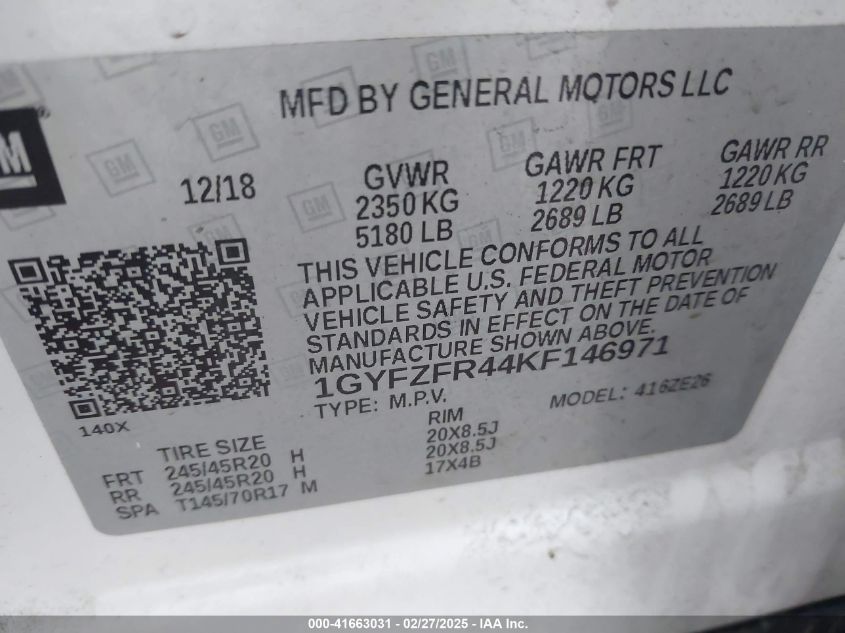 MFD BY GENERAL MOTORS LLC
GM
12/18
GVWR
2350 KG
5180 LB
GAWR FRT
1220 KG
2689 LB
GAWR RR
1220 KG
2689 LB
THIS VEHICLE CONFORMS TO ALL
APPLICABLE U.S. FEDERAL MOTOR
VEHICLE SAFETY AND THEFT PREVENTION
STANDARDS IN EFFECT ON THE DATE OF
MANUFACTURE SHOWN ABOVE.
1GYFZFR44KF146971
TYPE: M.P.V. MODEL: 416ZE26
140X
TIRE SIZE RIM
FRT 245/45R20 H 20X8.5J
RR 245/45R20 H 20X8.5J
SPA T145/70R17 M 17X4B
000-41663031 - 02/27/2025 - IAA Inc.